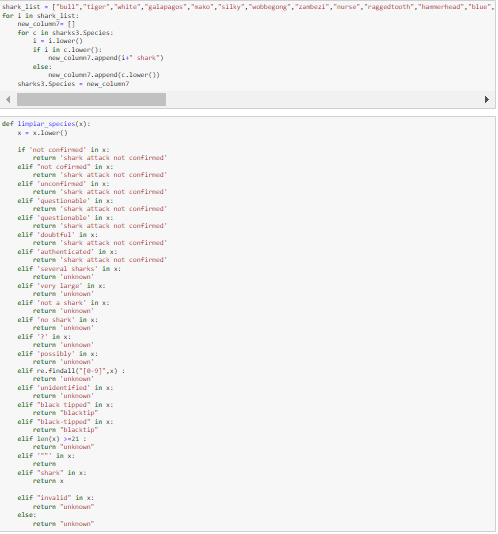 shark_list = ["bull","tiger","white","galapagos","mako","silky","wobbegong","zambezi","nurse","raggedtooth","hammerhead","blue",
for i in shark_list:
    new_column7= []
    for c in sharks3.Species:
        i = i.lower()
        if i in c.lower():
            new_column7.append(i+" shark")
        else:
            new_column7.append(c.lower())
    sharks3.Species = new_column7
def limpiar_species(x):
    x = x.lower()
    if 'not confirmed' in x:
        return 'shark attack not confirmed'
    elif "not cofirmed" in x:
        return 'shark attack not confirmed'
    elif 'unconfirmed' in x:
        return 'shark attack not confirmed'
    elif 'questionable' in x:
        return 'shark attack not confirmed'
    elif 'questionable' in x:
        return 'shark attack not confirmed'
    elif 'doubtful' in x:
        return 'shark attack not confirmed'
    elif 'authenticated' in x:
        return 'shark attack not confirmed'
    elif 'several sharks' in x:
        return 'unknown'
    elif 'very large' in x:
        return 'unknown'
    elif 'not a shark' in x:
        return 'unknown'
    elif 'no shark' in x:
        return 'unknown'
    elif '?' in x:
        return 'unknown'
    elif 'possibly' in x:
        return 'unknown'
    elif re.findall("[0-9]",x) :
        return 'unknown'
    elif 'unidentified' in x:
        return 'unknown'
    elif "black tipped" in x:
        return "blacktip"
    elif "black-tipped" in x:
        return "blacktip"
    elif len(x) >=21 :
        return "unknown"
    elif '""' in x:
        return
    elif "shark" in x:
        return x
    elif "invalid" in x:
        return "unknown"
    else:
        return "unknown"